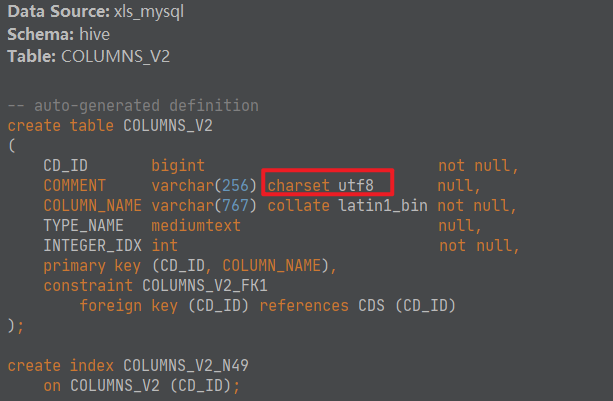 Data Source: xls_mysql
Schema: hive
Table: COLUMNS_V2
-- auto-generated definition
create table COLUMNS_V2
(
    CD_ID       bigint                          not null,
    COMMENT     varchar(256) charset utf8       null,
    COLUMN_NAME varchar(767) collate latin1_bin not null,
    TYPE_NAME   mediumtext                      null,
    INTEGER_IDX int                             not null,
    primary key (CD_ID, COLUMN_NAME),
    constraint COLUMNS_V2_FK1
        foreign key (CD_ID) references CDS (CD_ID)
);
create index COLUMNS_V2_N49
    on COLUMNS_V2 (CD_ID);